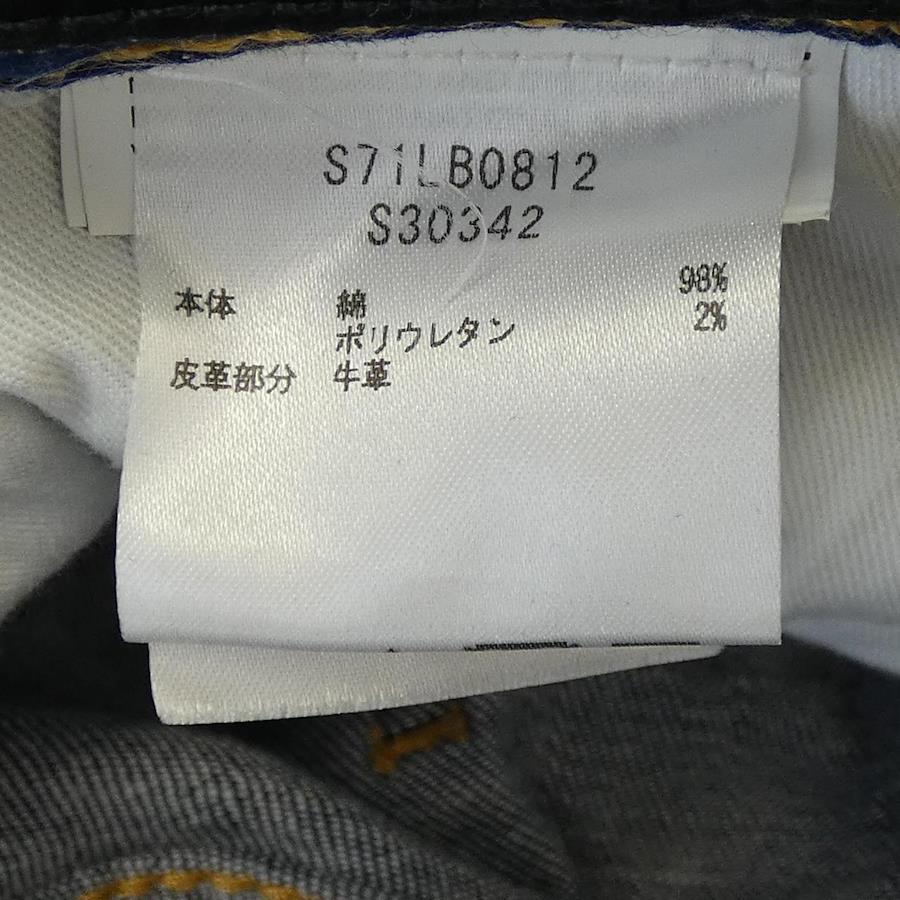 S71LB0812
S30342
本体 綿 98%
ポリウレタン 2%
皮革部分 牛革